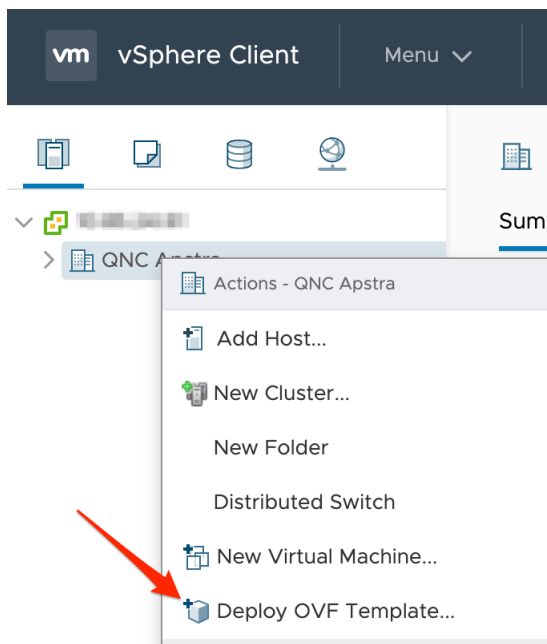 vm vSphere Client Menu
Sum
QNC Apstra
Actions - QNC Apstra
Add Host...
New Cluster...
New Folder
Distributed Switch
New Virtual Machine...
Deploy OVF Template...